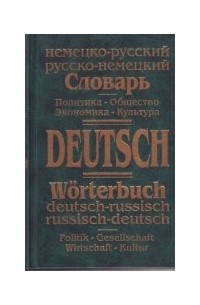 немецко-русский
русско-немецкий
Словарь
Политика • Общество
Экономика • Культура
DEUTSCH
Wörterbuch
deutsch-russisch
russisch-deutsch
Politik • Gesellschaft
Wirtschaft • Kultur